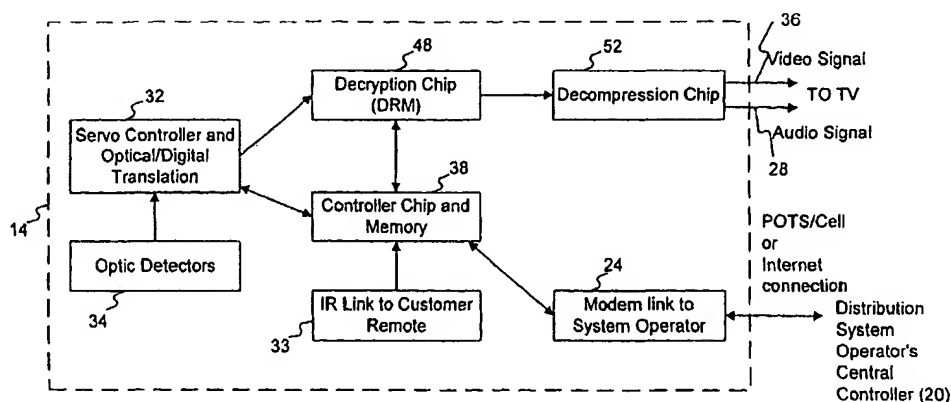 36
48
52
Video Signal
Decryption Chip
(DRM)
Decompression Chip
TO TV
32
Servo Controller and
Optical/Digital
Translation
Audio Signal
28
38
Controller Chip and
Memory
14
POTS/Cell
or
Internet
connection
Optic Detectors
34
24
IR Link to Customer
Remote
33
Modem link to
System Operator
Distribution
System
Operator's
Central
Controller (20)